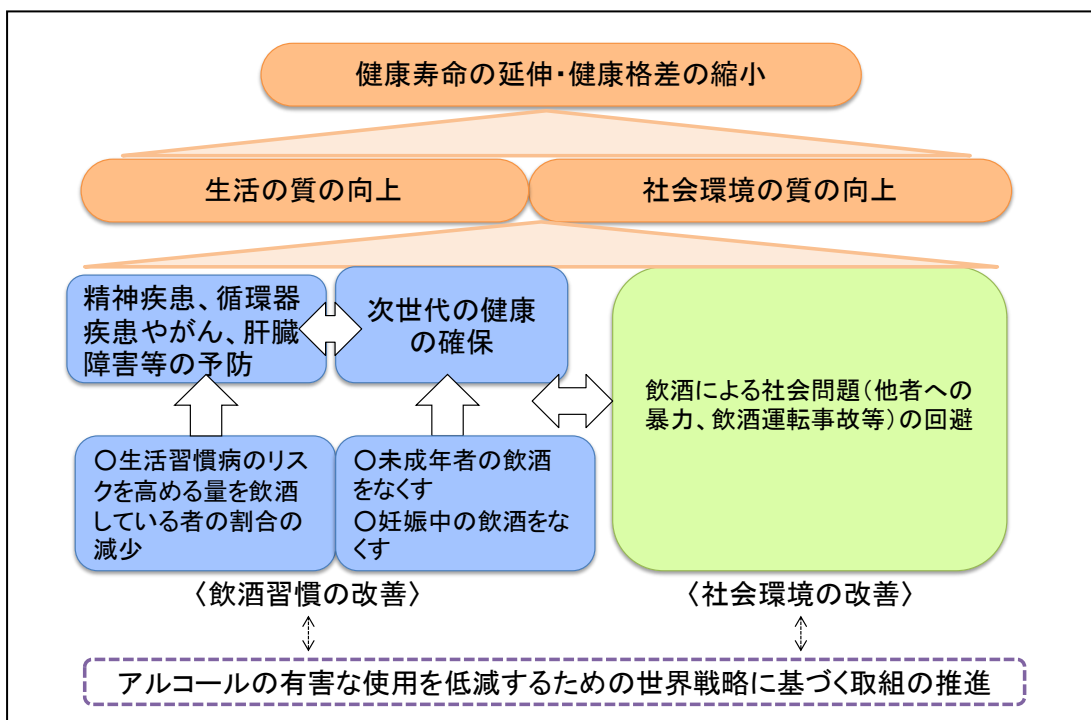 健康寿命の延伸・健康格差の縮小
生活の質の向上
社会環境の質の向上
精神疾患、循環器
疾患やがん、肝臓
障害等の予防
次世代の健康
の確保
飲酒による社会問題(他者への
暴力、飲酒運転事故等)の回避
〇生活習慣病のリス
クを高める量を飲酒
している者の割合の
減少
〇未成年者の飲酒
をなくす
〇妊娠中の飲酒をな
くす
〈飲酒習慣の改善〉
〈社会環境の改善〉
アルコールの有害な使用を低減するための世界戦略に基づく取組の推進